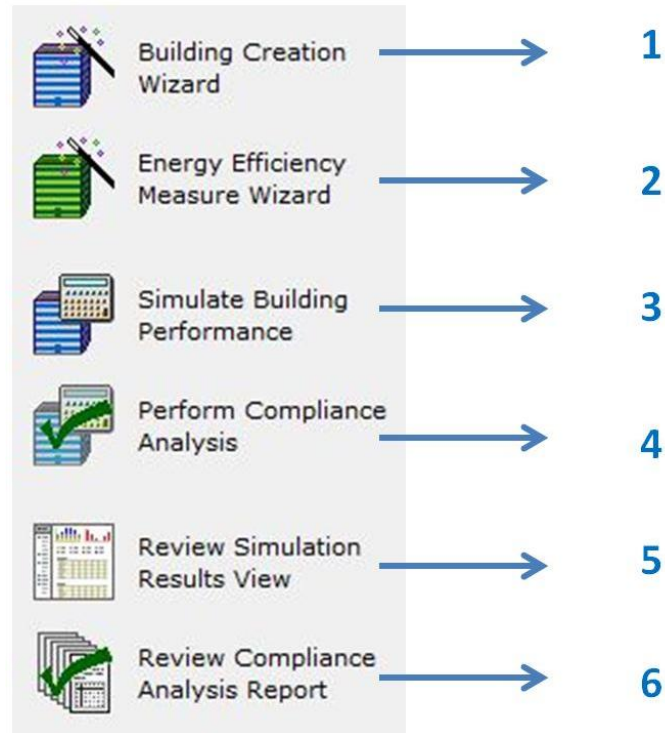 Building Creation
Wizard
1
Energy Efficiency
Measure Wizard
2
Simulate Building
Performance
3
Perform Compliance
Analysis
4
Review Simulation
Results View
5
Review Compliance
Analysis Report
6